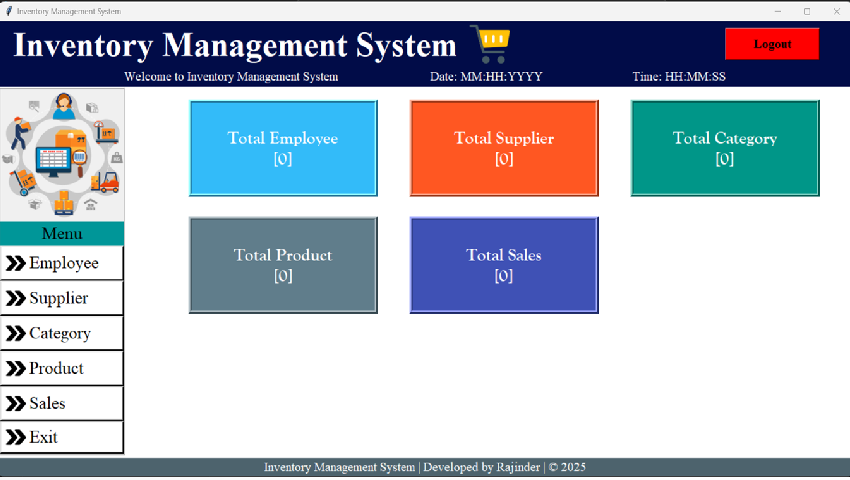 Inventory Management System
Inventory Management System
Logout
Welcome to Inventory Management System Date: MM:HH:YYYY Time: HH:MM:SS
Total Employee
[0]
Total Supplier
[0]
Total Category
[0]
Total Product
[0]
Total Sales
[0]
Menu
Employee
Supplier
Category
Product
Sales
Exit
Inventory Management System | Developed by Rajinder | © 2025